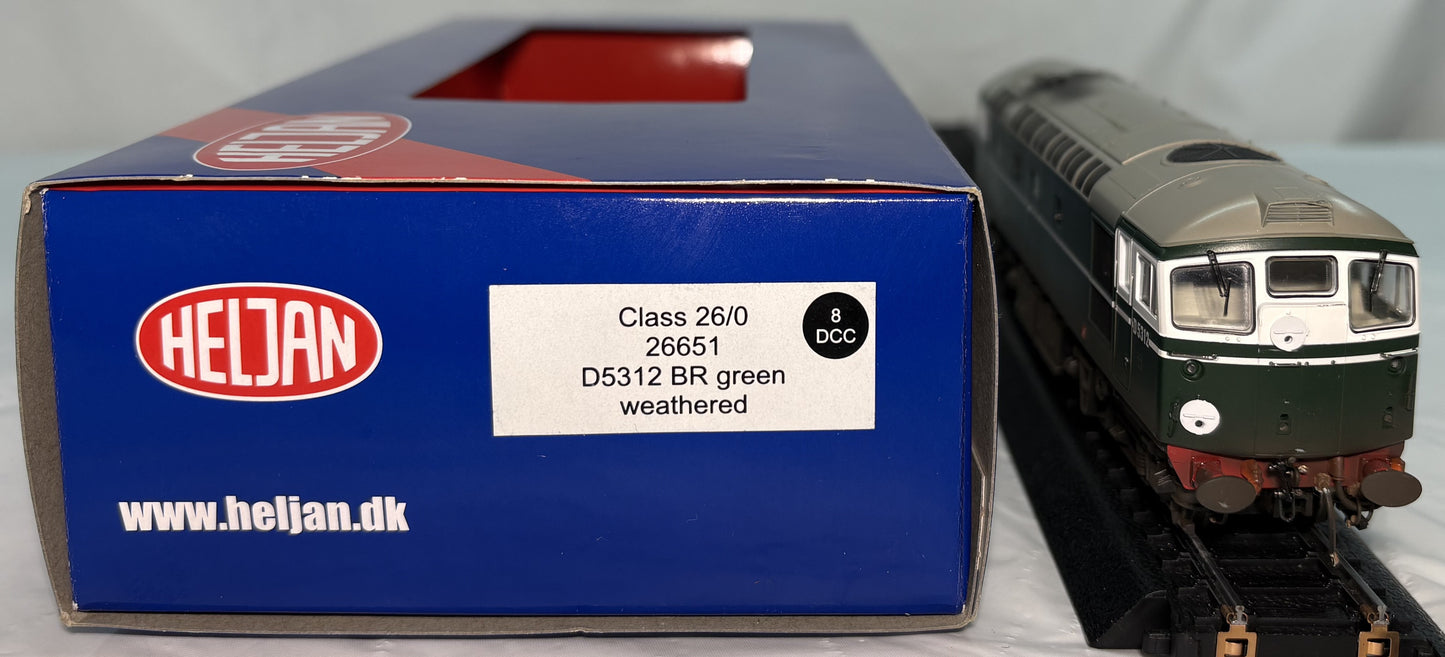 HELJAN
HELJAN
Class 26/0
26651
D5312 BR green
weathered
8
DCC
www.heljan.dk
D5312